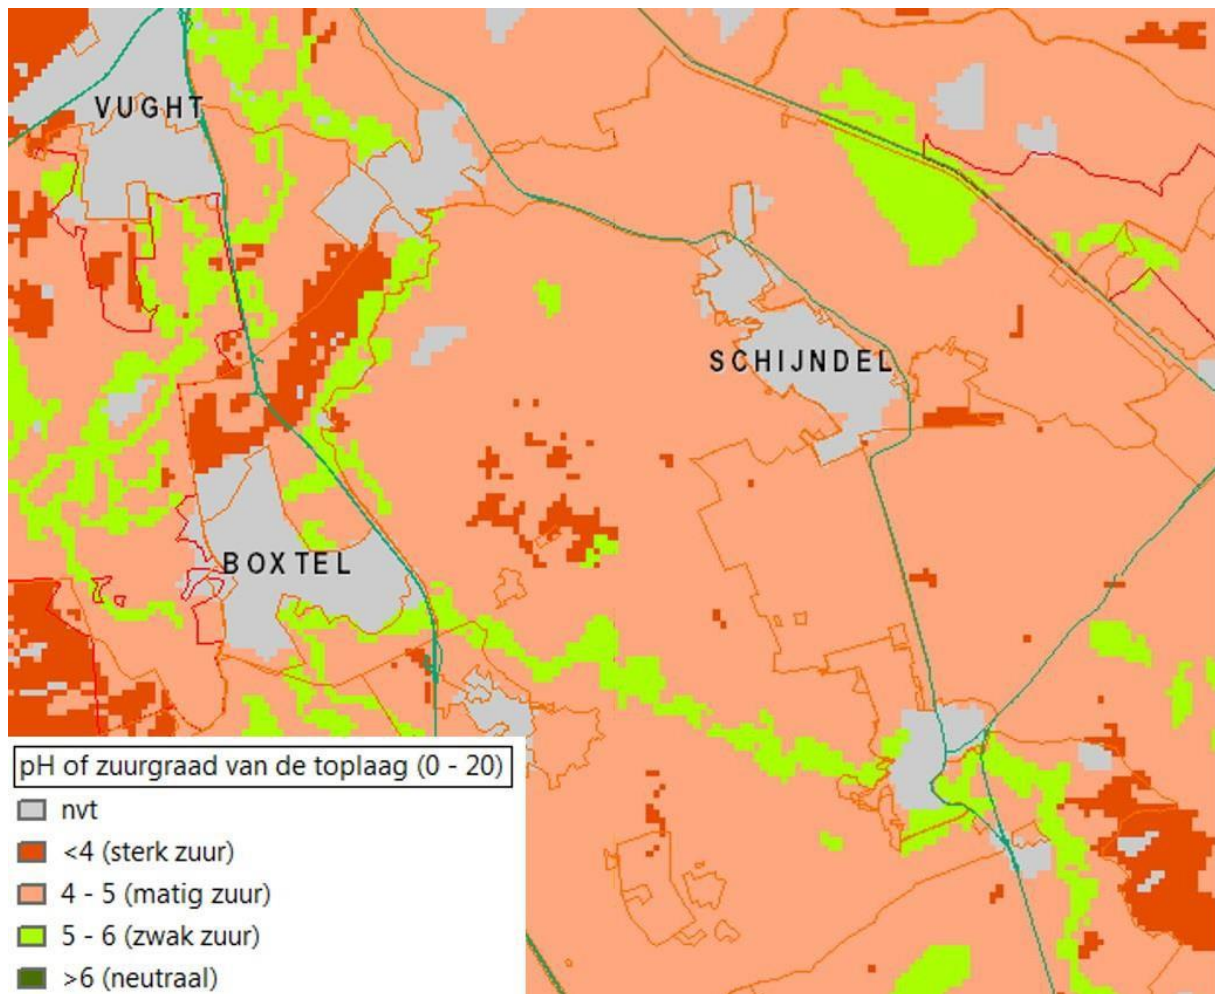 VUGHT
SCHIJNDEL
BOXTEL
pH of zuurgraad van de toplaag (0 - 20)
nvt
<4 (sterk zuur)
4 - 5 (matig zuur)
5 - 6 (zwak zuur)
>6 (neutraal)